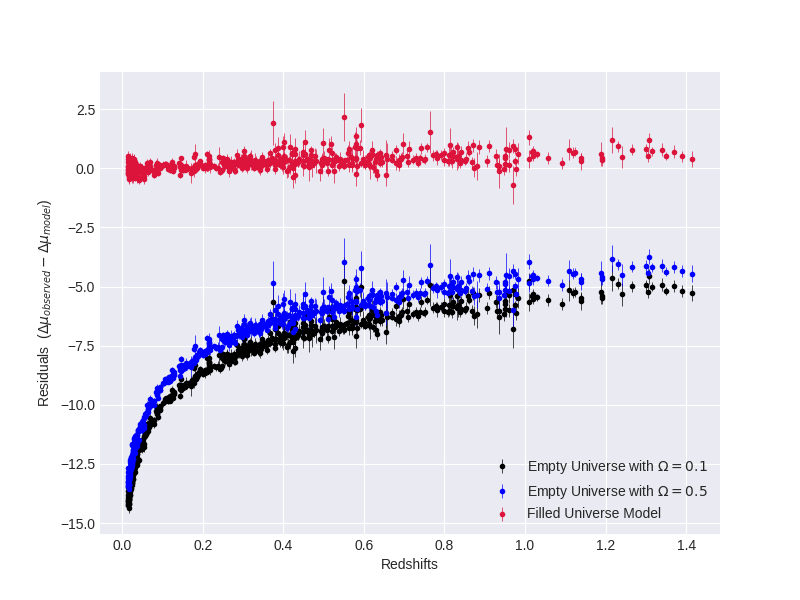 2.5
0.0
−2.5
−5.0
−7.5
−10.0
−12.5
−15.0
Residuals (Δμobserved − Δμmodel)
0.0 0.2 0.4 0.6 0.8 1.0 1.2 1.4
Redshifts
Empty Universe with Ω = 0.1
Empty Universe with Ω = 0.5
Filled Universe Model